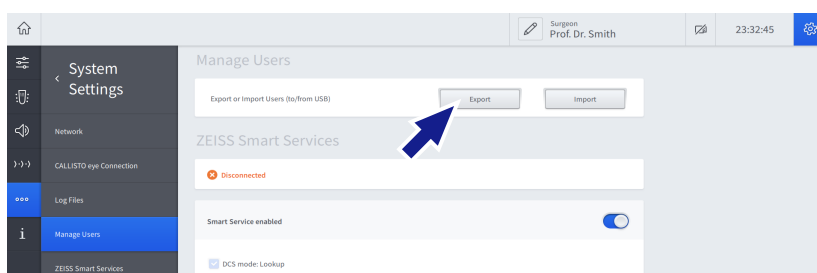 Surgeon
Prof. Dr. Smith
23:32:45
System
Settings
Network
CALLISTO eye Connection
Log Files
Manage Users
ZEISS Smart Services
i
Manage Users
Export or Import Users (to/from USB)
Export
Import
ZEISS Smart Services
Disconnected
Smart Service enabled
DCS mode: Lookup